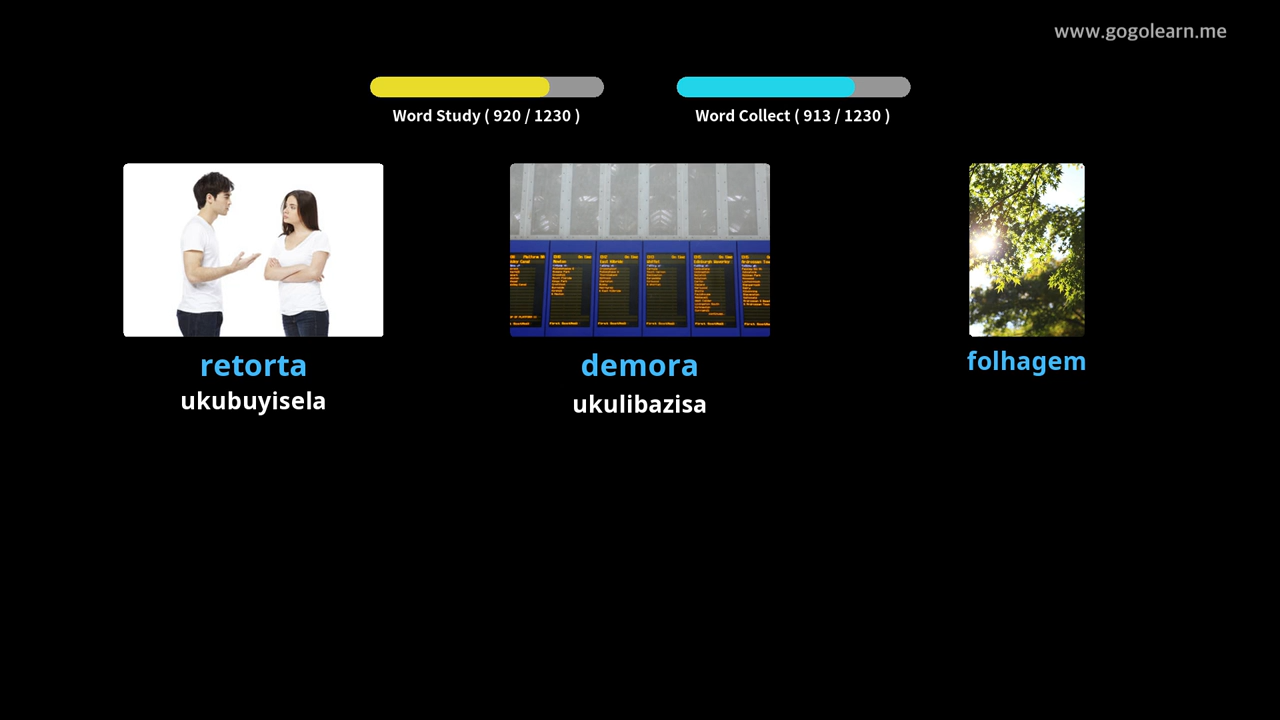 www.gogolearn.me
Word Study ( 920 / 1230 )
Word Collect ( 913 / 1230 )
retorta
ukubuyisela
demora
ukulibazisa
folhagem